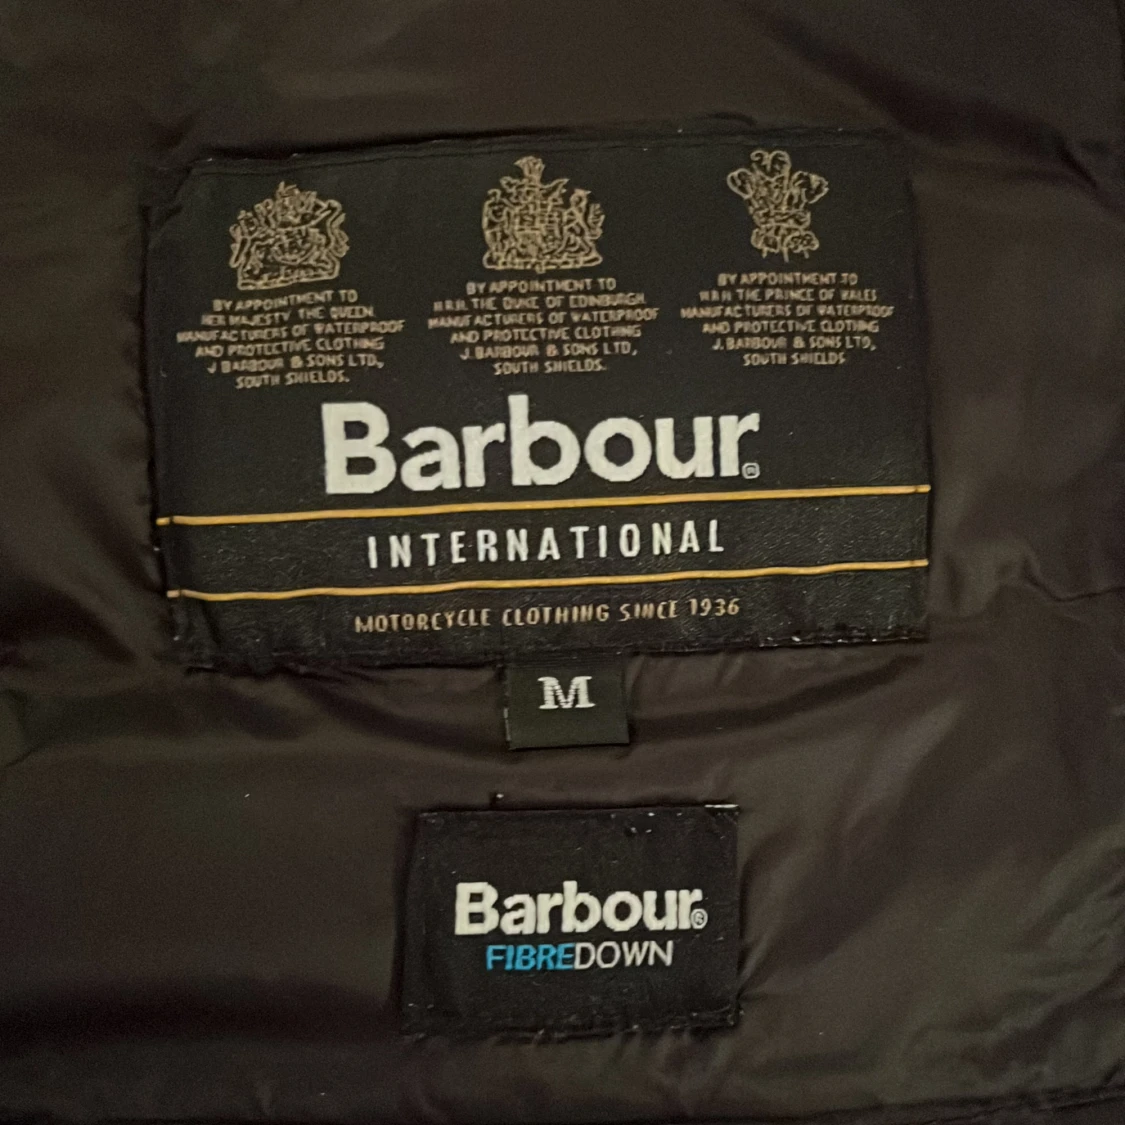 BY APPOINTMENT TO
HER MAJESTY THE QUEEN
MANUFACTURERS OF WATERPROOF
AND PROTECTIVE CLOTHING
J. BARBOUR & SONS LTD,
SOUTH SHIELDS.
BY APPOINTMENT TO
H.R.H. THE DUKE OF EDINBURGH
MANUFACTURERS OF WATERPROOF
AND PROTECTIVE CLOTHING
J. BARBOUR & SONS LTD,
SOUTH SHIELDS.
BY APPOINTMENT TO
HRH THE PRINCE OF WALES
MANUFACTURERS OF WATERPROOF
AND PROTECTIVE CLOTHING
J. BARBOUR & SONS LTD,
SOUTH SHIELDS
Barbour®
INTERNATIONAL
MOTORCYCLE CLOTHING SINCE 1936
M
Barbour®
FIBREDOWN